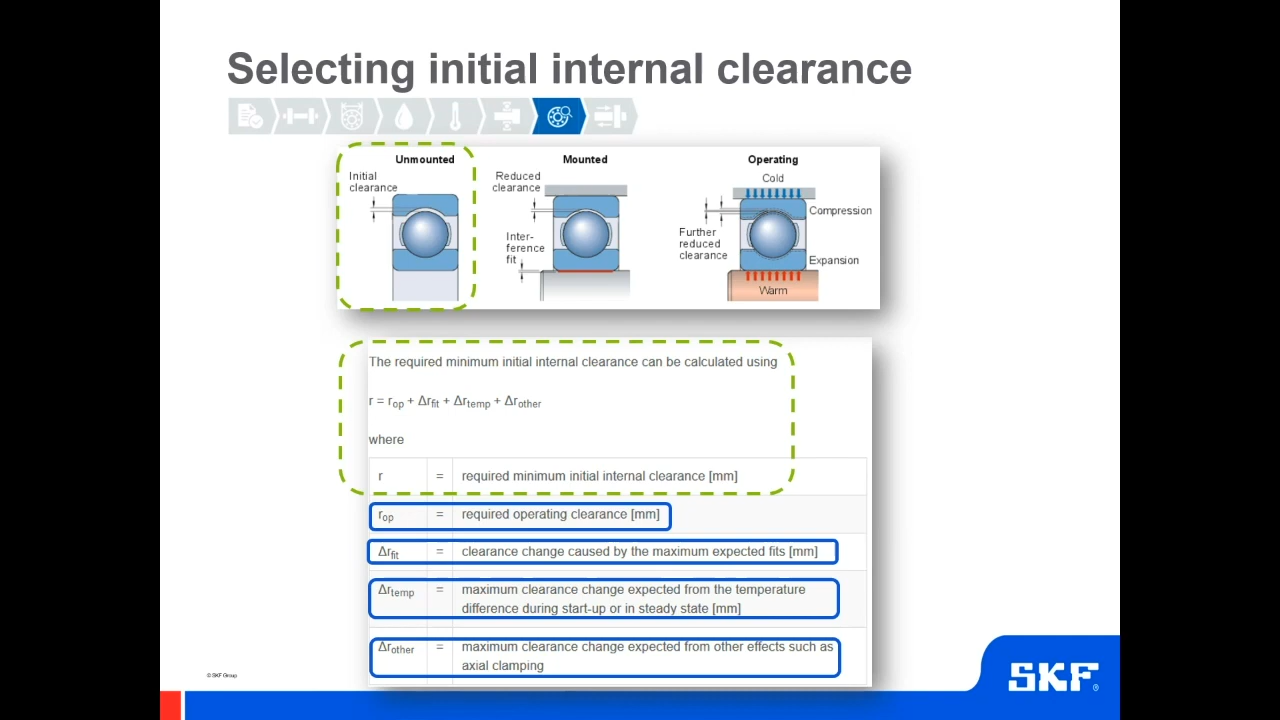 Selecting initial internal clearance
Unmounted
Mounted
Operating
Initial
clearance
Reduced
clearance
Inter-
ference
fit
Cold
Compression
Further
reduced
clearance
Expansion
Warm
The required minimum initial internal clearance can be calculated using
r = rop + Δrfit + Δrtemp + Δrother
where
r = required minimum initial internal clearance [mm]
rop = required operating clearance [mm]
Δrfit = clearance change caused by the maximum expected fits [mm]
Δrtemp = maximum clearance change expected from the temperature
difference during start-up or in steady state [mm]
Δrother = maximum clearance change expected from other effects such as
axial clamping
© SKF Group
SKF®